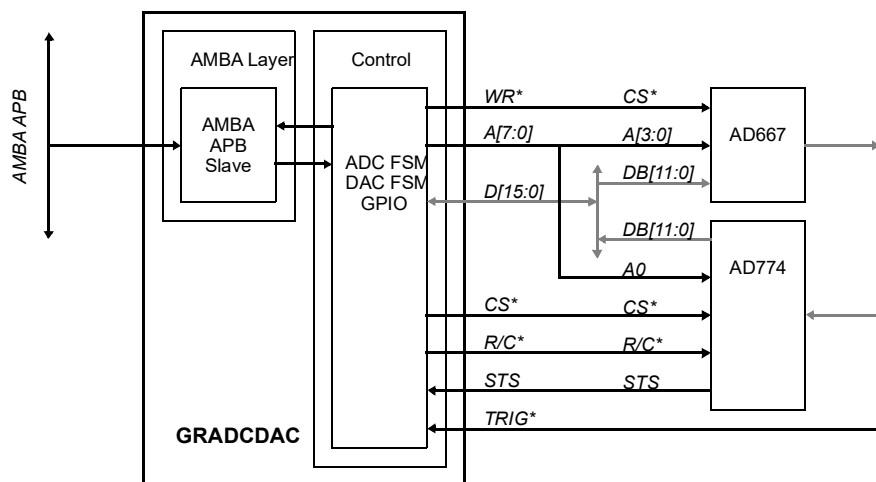 AMBA APB
AMBA Layer
Control
AMBA
APB
Slave
ADC FSM
DAC FSM
GPIO
GRADCDAC
WR*
CS*
A[7:0]
A[3:0]
AD667
DB[11:0]
D[15:0]
DB[11:0]
AD774
A0
CS*
CS*
R/C*
R/C*
STS
STS
TRIG*